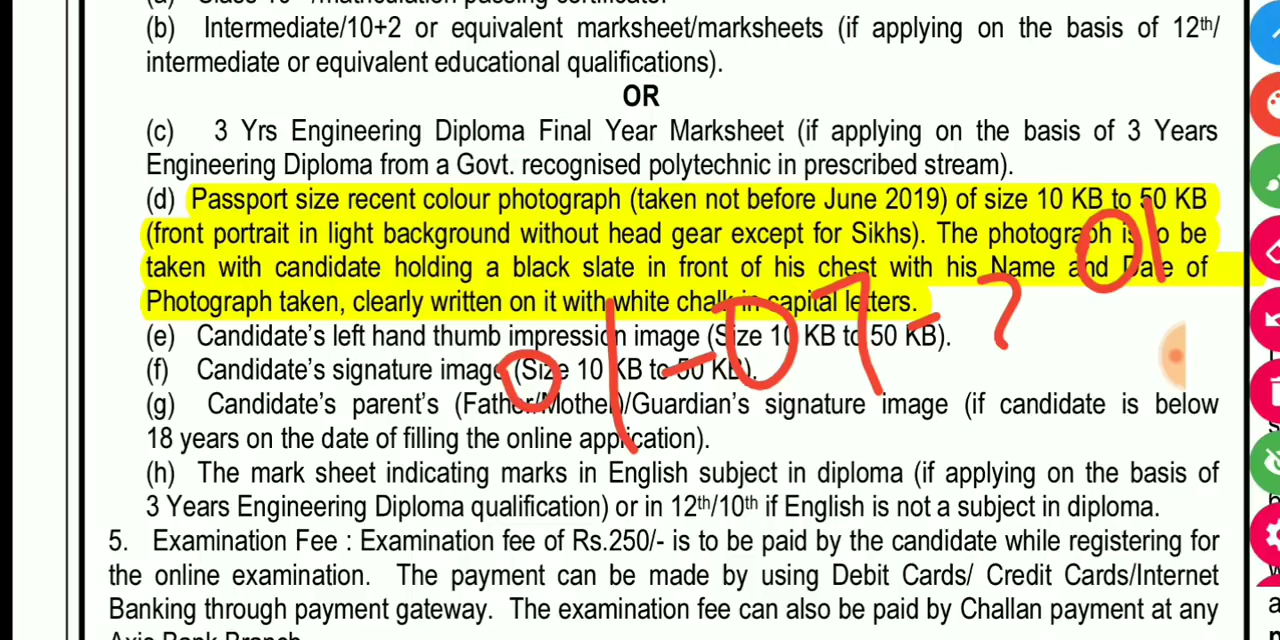 (b) Intermediate/10+2 or equivalent marksheet/marksheets (if applying on the basis of 12th/
intermediate or equivalent educational qualifications).
OR
(c) 3 Yrs Engineering Diploma Final Year Marksheet (if applying on the basis of 3 Years
Engineering Diploma from a Govt. recognised polytechnic in prescribed stream).
(d) Passport size recent colour photograph (taken not before June 2019) of size 10 KB to 50 KB
(front portrait in light background without head gear except for Sikhs). The photograph is to be
taken with candidate holding a black slate in front of his chest with his Name and Date of
Photograph taken, clearly written on it with white chalk in capital letters.
01-07-2001
(e) Candidate's left hand thumb impression image (Size 10 KB to 50 KB).
(f) Candidate's signature image (Size 10 KB to 50 KB).
(g) Candidate's parent's (Father/Mother)/Guardian's signature image (if candidate is below
18 years on the date of filling the online application).
(h) The mark sheet indicating marks in English subject in diploma (if applying on the basis of
3 Years Engineering Diploma qualification) or in 12th/10th if English is not a subject in diploma.
5. Examination Fee : Examination fee of Rs.250/- is to be paid by the candidate while registering for
the online examination. The payment can be made by using Debit Cards/ Credit Cards/Internet
Banking through payment gateway. The examination fee can also be paid by Challan payment at any
Axis Bank Branch